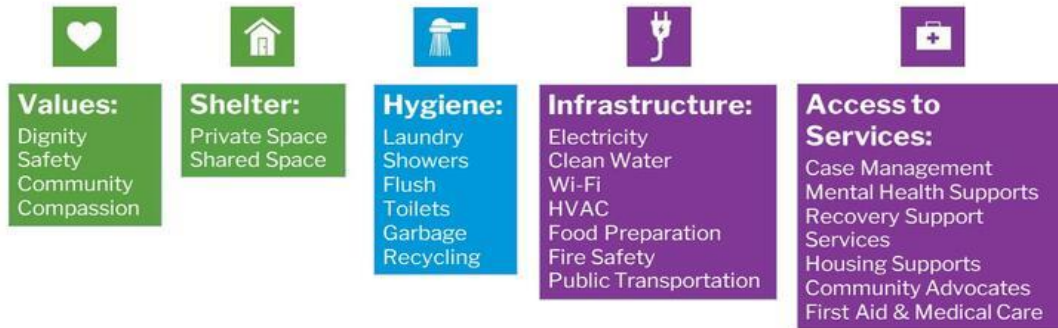 Values:
Dignity
Safety
Community
Compassion
Shelter:
Private Space
Shared Space
Hygiene:
Laundry
Showers
Flush
Toilets
Garbage
Recycling
Infrastructure:
Electricity
Clean Water
Wi-Fi
HVAC
Food Preparation
Fire Safety
Public Transportation
Access to
Services:
Case Management
Mental Health Supports
Recovery Support
Services
Housing Supports
Community Advocates
First Aid & Medical Care